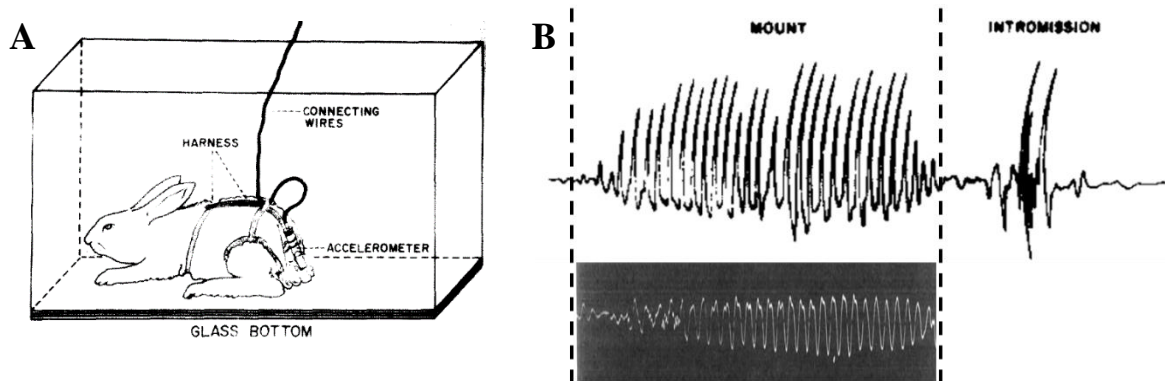 A
CONNECTING
WIRES
HARNESS
ACCELEROMETER
GLASS BOTTOM
B
MOUNT
INTROMISSION